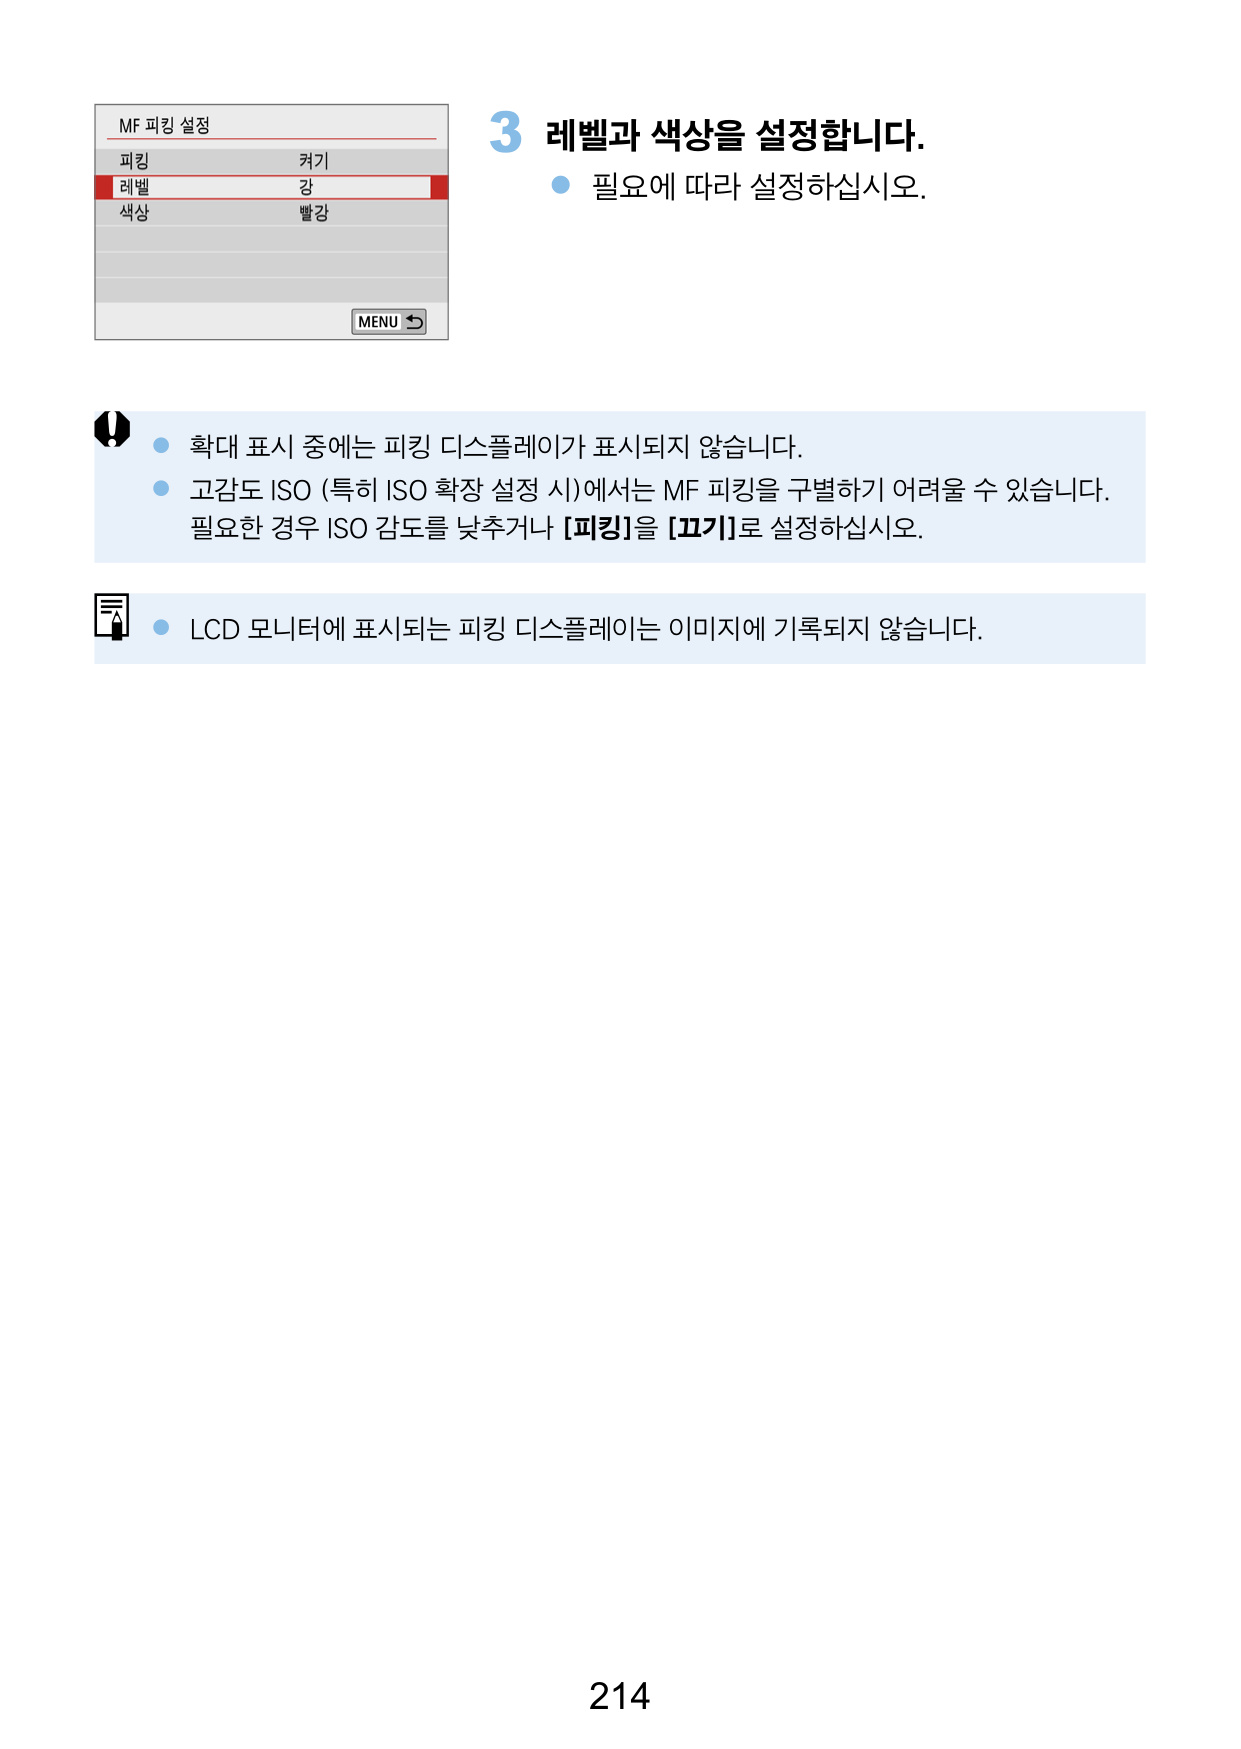 MF 피킹 설정
피킹 켜기
레벨 강
색상 빨강
MENU
3 레벨과 색상을 설정합니다.
● 필요에 따라 설정하십시오.
● 확대 표시 중에는 피킹 디스플레이가 표시되지 않습니다.
● 고감도 ISO (특히 ISO 확장 설정 시)에서는 MF 피킹을 구별하기 어려울 수 있습니다.
필요한 경우 ISO 감도를 낮추거나 [피킹]을 [끄기]로 설정하십시오.
● LCD 모니터에 표시되는 피킹 디스플레이는 이미지에 기록되지 않습니다.
214